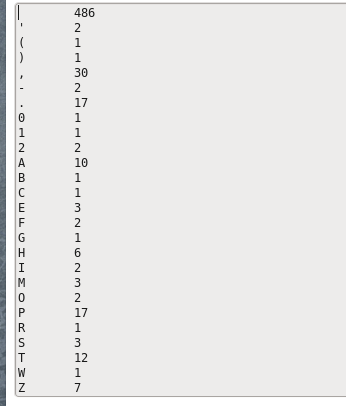 486
' 2
( 1
) 1
, 30
- 2
. 17
0 1
1 1
2 2
A 10
B 1
C 1
E 3
F 2
G 1
H 6
I 2
M 3
O 2
P 17
R 1
S 3
T 12
W 1
Z 7